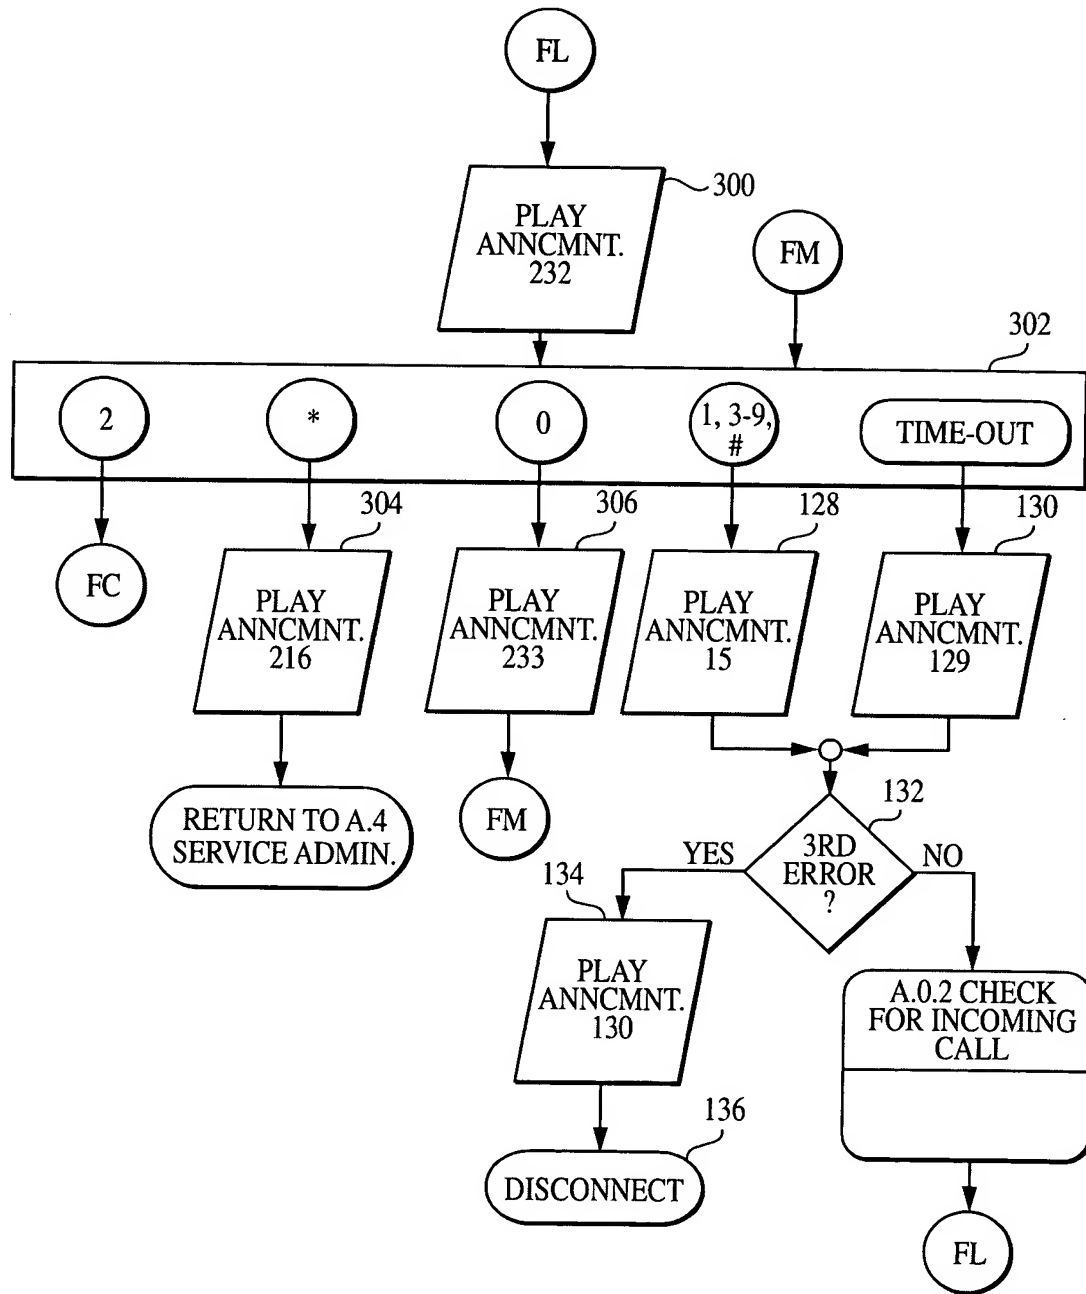 FL
300
PLAY
ANNCMNT.
232
FM
302
2
*
0
1, 3-9,
#
TIME-OUT
304
306
128
130
FC
PLAY
ANNCMNT.
216
PLAY
ANNCMNT.
233
PLAY
ANNCMNT.
15
PLAY
ANNCMNT.
129
RETURN TO A.4
SERVICE ADMIN.
FM
132
3RD
ERROR
?
YES
NO
134
PLAY
ANNCMNT.
130
A.0.2 CHECK
FOR INCOMING
CALL
136
DISCONNECT
FL